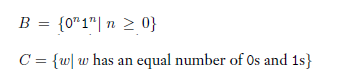 B = {0ⁿ1ⁿ| n ≥ 0}
C = {w| w has an equal number of 0s and 1s}